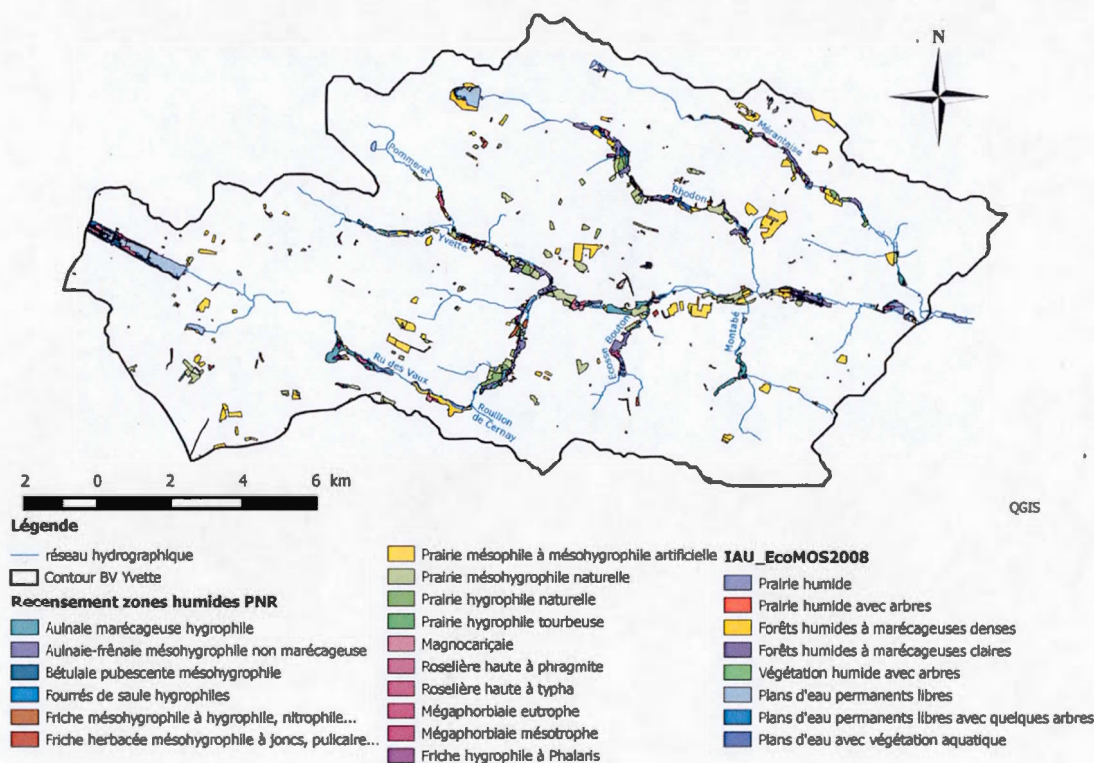 N
Mérantaise
Pommeret
Rhodon
Yvette
Ecosson Bouton
Montabé
Ru des Vaux
Rouillon
de Cernay
2 0 2 4 6 km
QGIS
Légende
réseau hydrographique
Contour BV Yvette
Recensement zones humides PNR
Aulnaie marécageuse hygrophile
Aulnaie-frênaie mésohygrophile non marécageuse
Bétulaie pubescente mésohygrophile
Fourrés de saule hygrophiles
Friche mésohygrophile à hygrophile, nitrophile...
Friche herbacée mésohygrophile à joncs, pulicaire...
Prairie mésophile à mésohygrophile artificielle
Prairie mésohygrophile naturelle
Prairie hygrophile naturelle
Prairie hygrophile tourbeuse
Magnocariçaie
Roselière haute à phragmite
Roselière haute à typha
Mégaphorbiaie eutrophe
Mégaphorbiaie mésotrophe
Friche hygrophile à Phalaris
IAU_EcoMOS2008
Prairie humide
Prairie humide avec arbres
Forêts humides à marécageuses denses
Forêts humides à marécageuses claires
Végétation humide avec arbres
Plans d'eau permanents libres
Plans d'eau permanents libres avec quelques arbres
Plans d'eau avec végétation aquatique